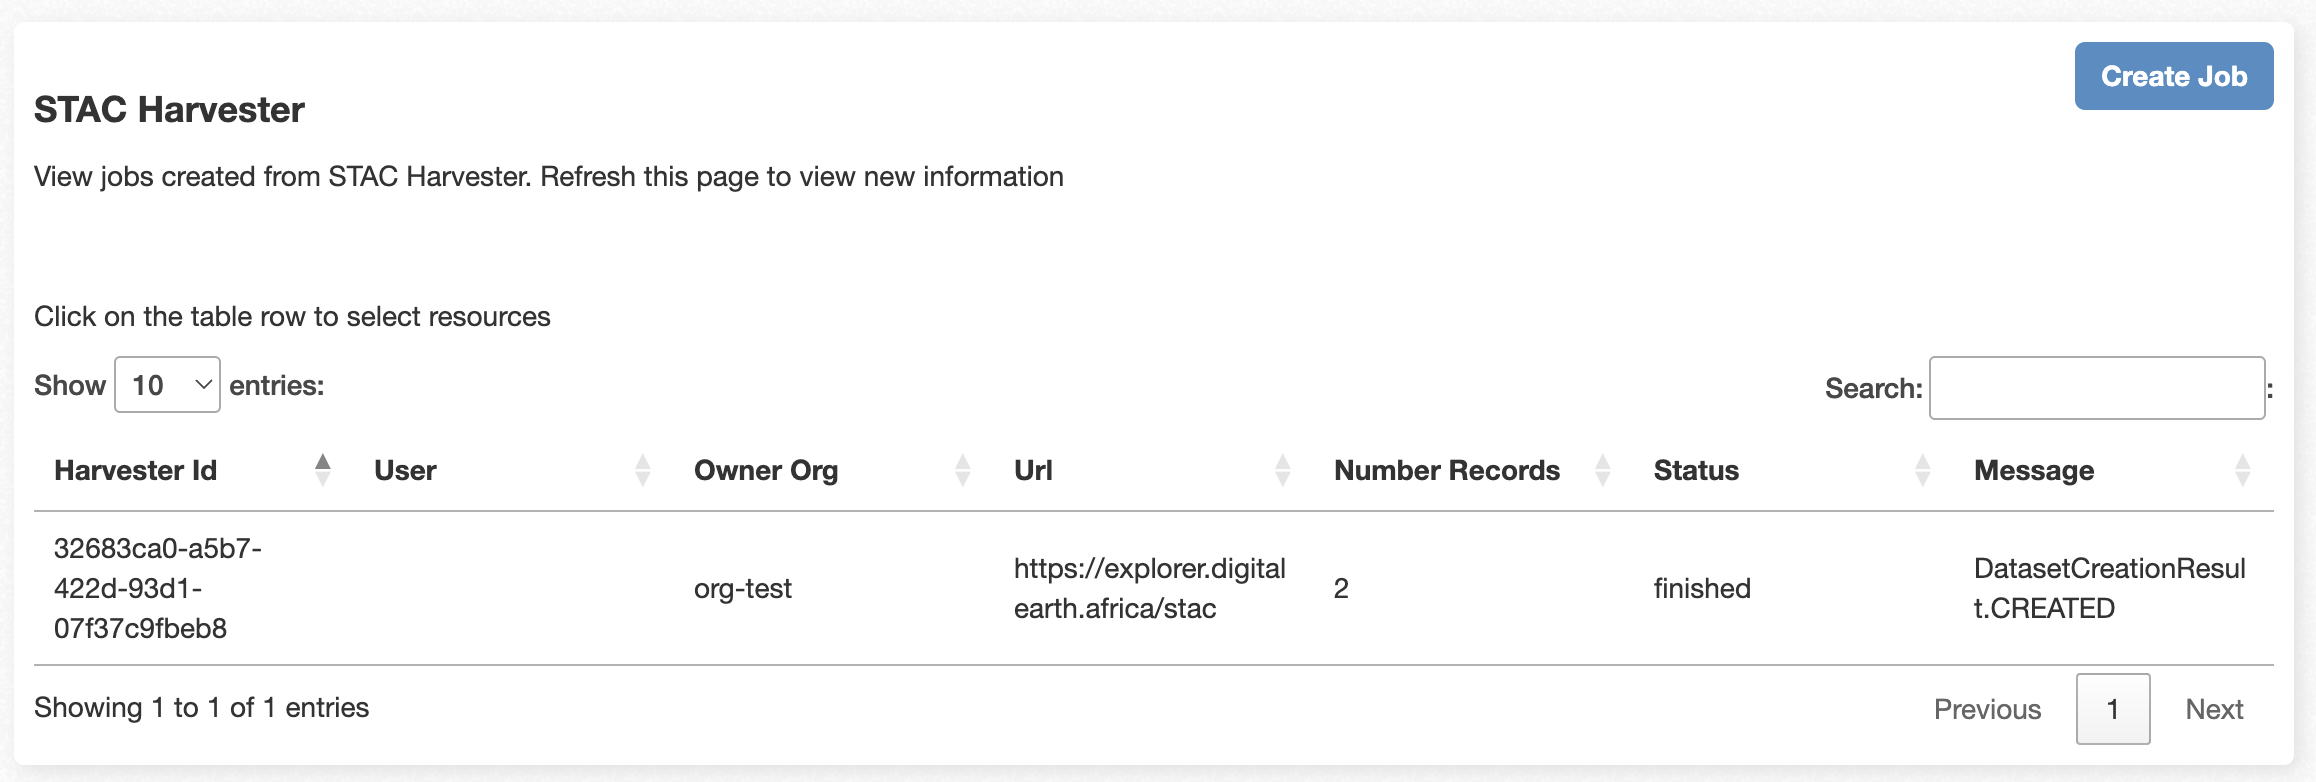 Create Job
STAC Harvester
View jobs created from STAC Harvester. Refresh this page to view new information
Click on the table row to select resources
Show 10 entries:
Search: :
Harvester Id User Owner Org Url Number Records Status Message
32683ca0-a5b7-
422d-93d1-
07f37c9fbeb8
org-test
https://explorer.digital
earth.africa/stac
2
finished
DatasetCreationResul
t.CREATED
Showing 1 to 1 of 1 entries
Previous 1 Next